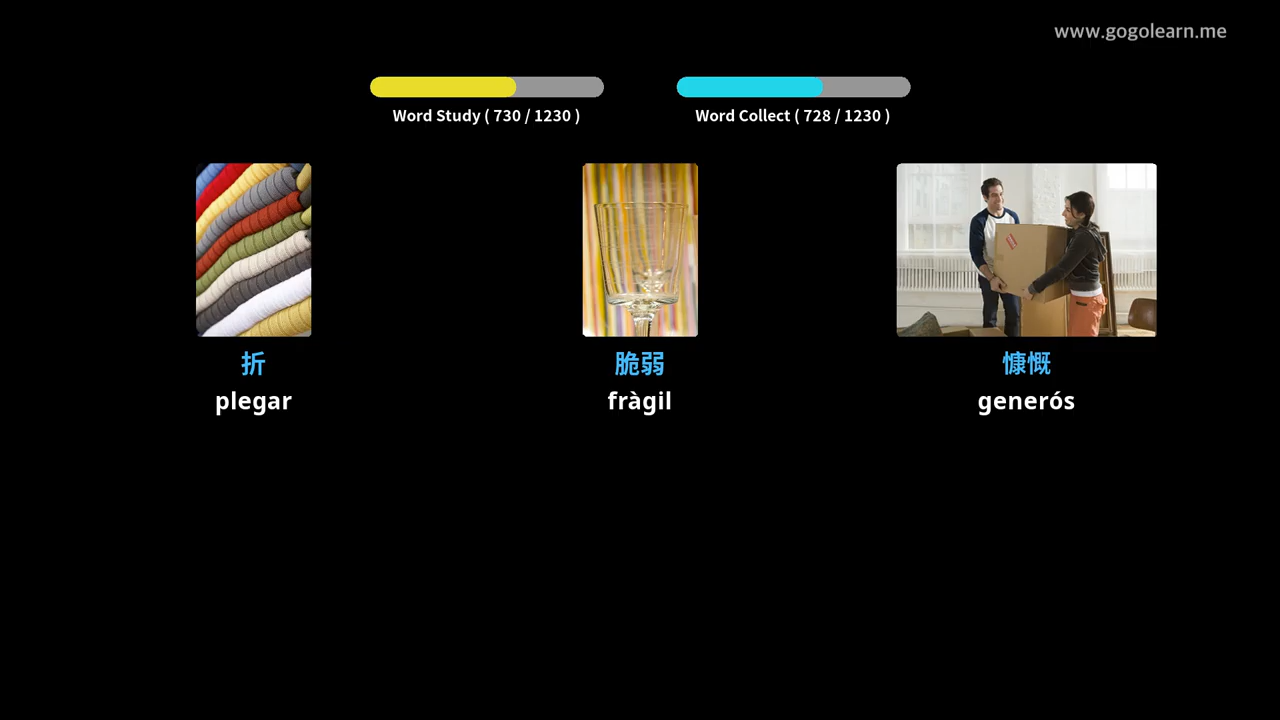 www.gogolearn.me
Word Study ( 730 / 1230 )
Word Collect ( 728 / 1230 )
折
plegar
脆弱
fràgil
慷慨
generós